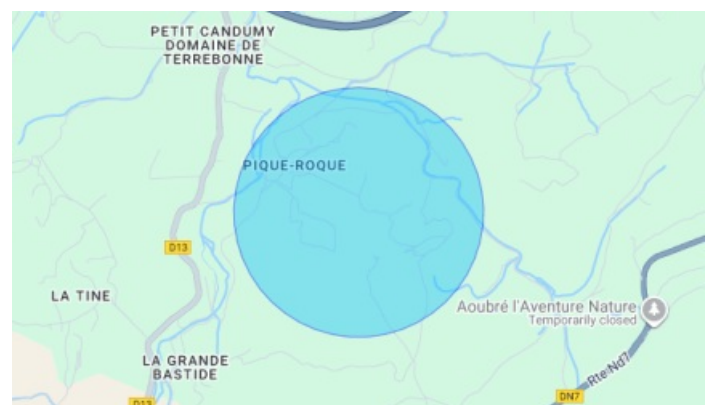 PETIT CANDUMY
DOMAINE DE
TERREBONNE
PIQUE-ROQUE
D13
LA TINE
Aoubré l'Aventure Nature
Temporarily closed
LA GRANDE
BASTIDE
Rte Nd7
DN7
D13